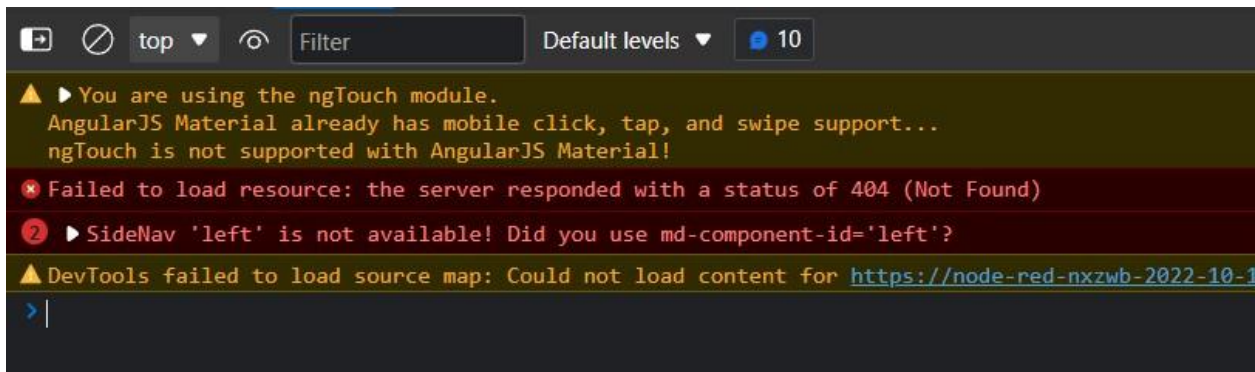 top ▼ Filter Default levels ▼ 10
You are using the ngTouch module.
AngularJS Material already has mobile click, tap, and swipe support...
ngTouch is not supported with AngularJS Material!
Failed to load resource: the server responded with a status of 404 (Not Found)
2 ▶ SideNav 'left' is not available! Did you use md-component-id='left'?
DevTools failed to load source map: Could not load content for https://node-red-nxzwb-2022-10-1